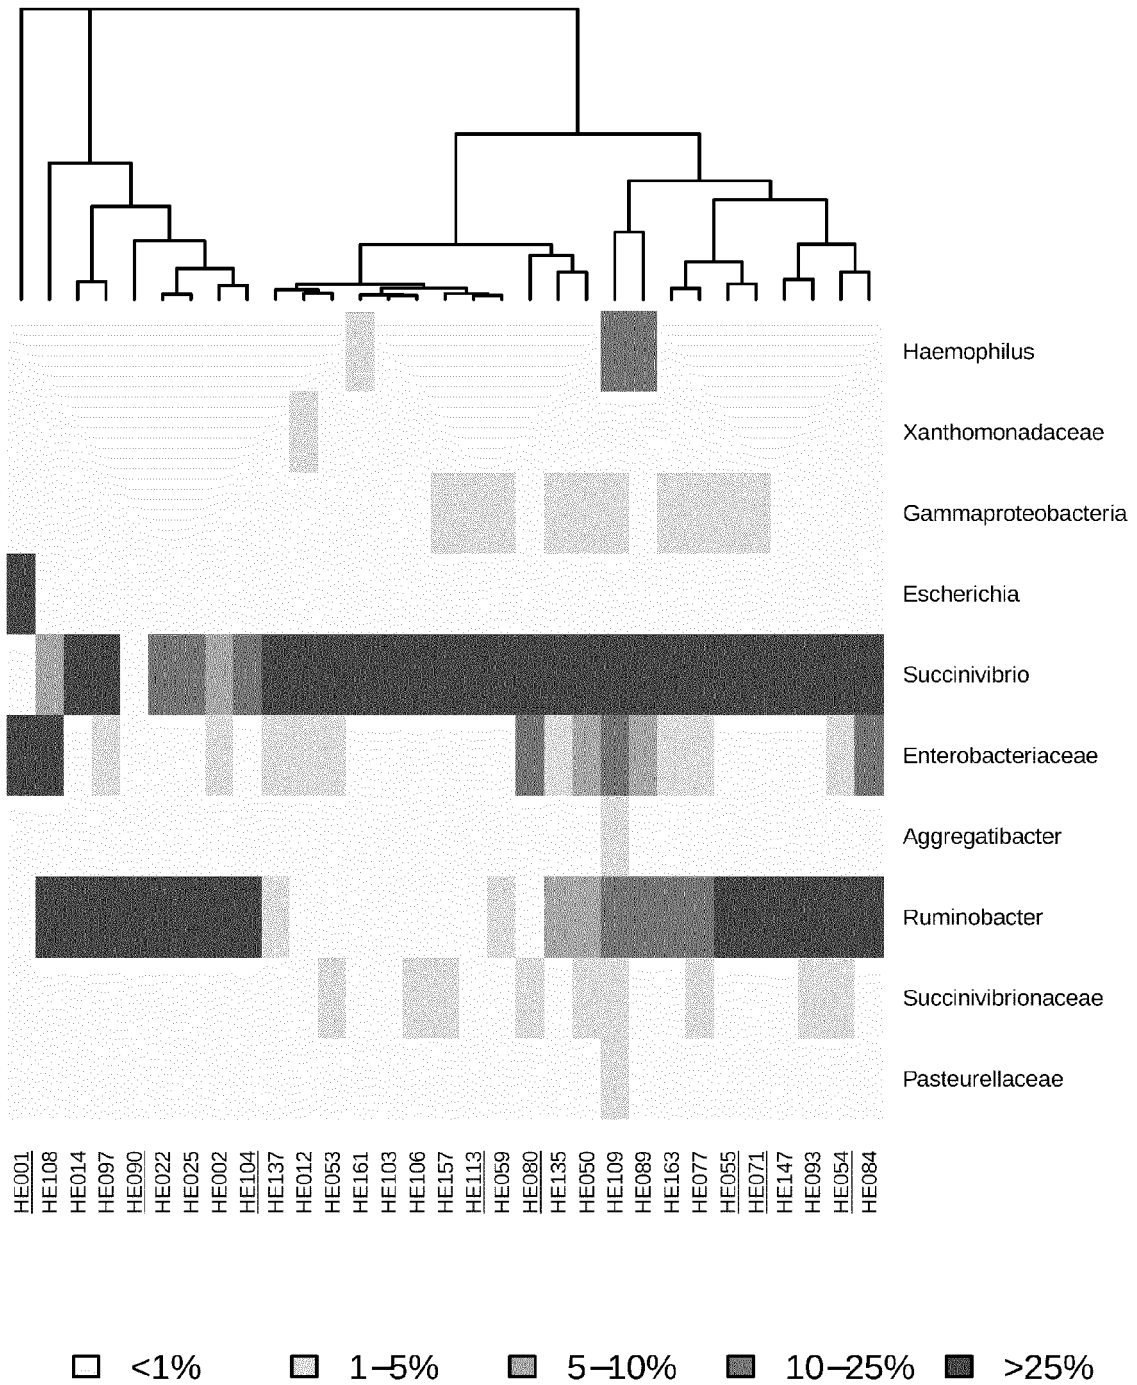 Haemophilus
Xanthomonadaceae
Gammaproteobacteria
Escherichia
Succinivibrio
Enterobacteriaceae
Aggregatibacter
Ruminobacter
Succinivibrionaceae
Pasteurellaceae
HE001 HE108 HE014 HE097 HE090 HE022 HE025 HE002 HE104 HE137 HE012 HE053 HE161 HE103 HE106 HE157 HE113 HE059 HE080 HE135 HE050 HE109 HE089 HE163 HE077 HE055 HE071 HE147 HE093 HE054 HE084
<1% 1–5% 5–10% 10–25% >25%